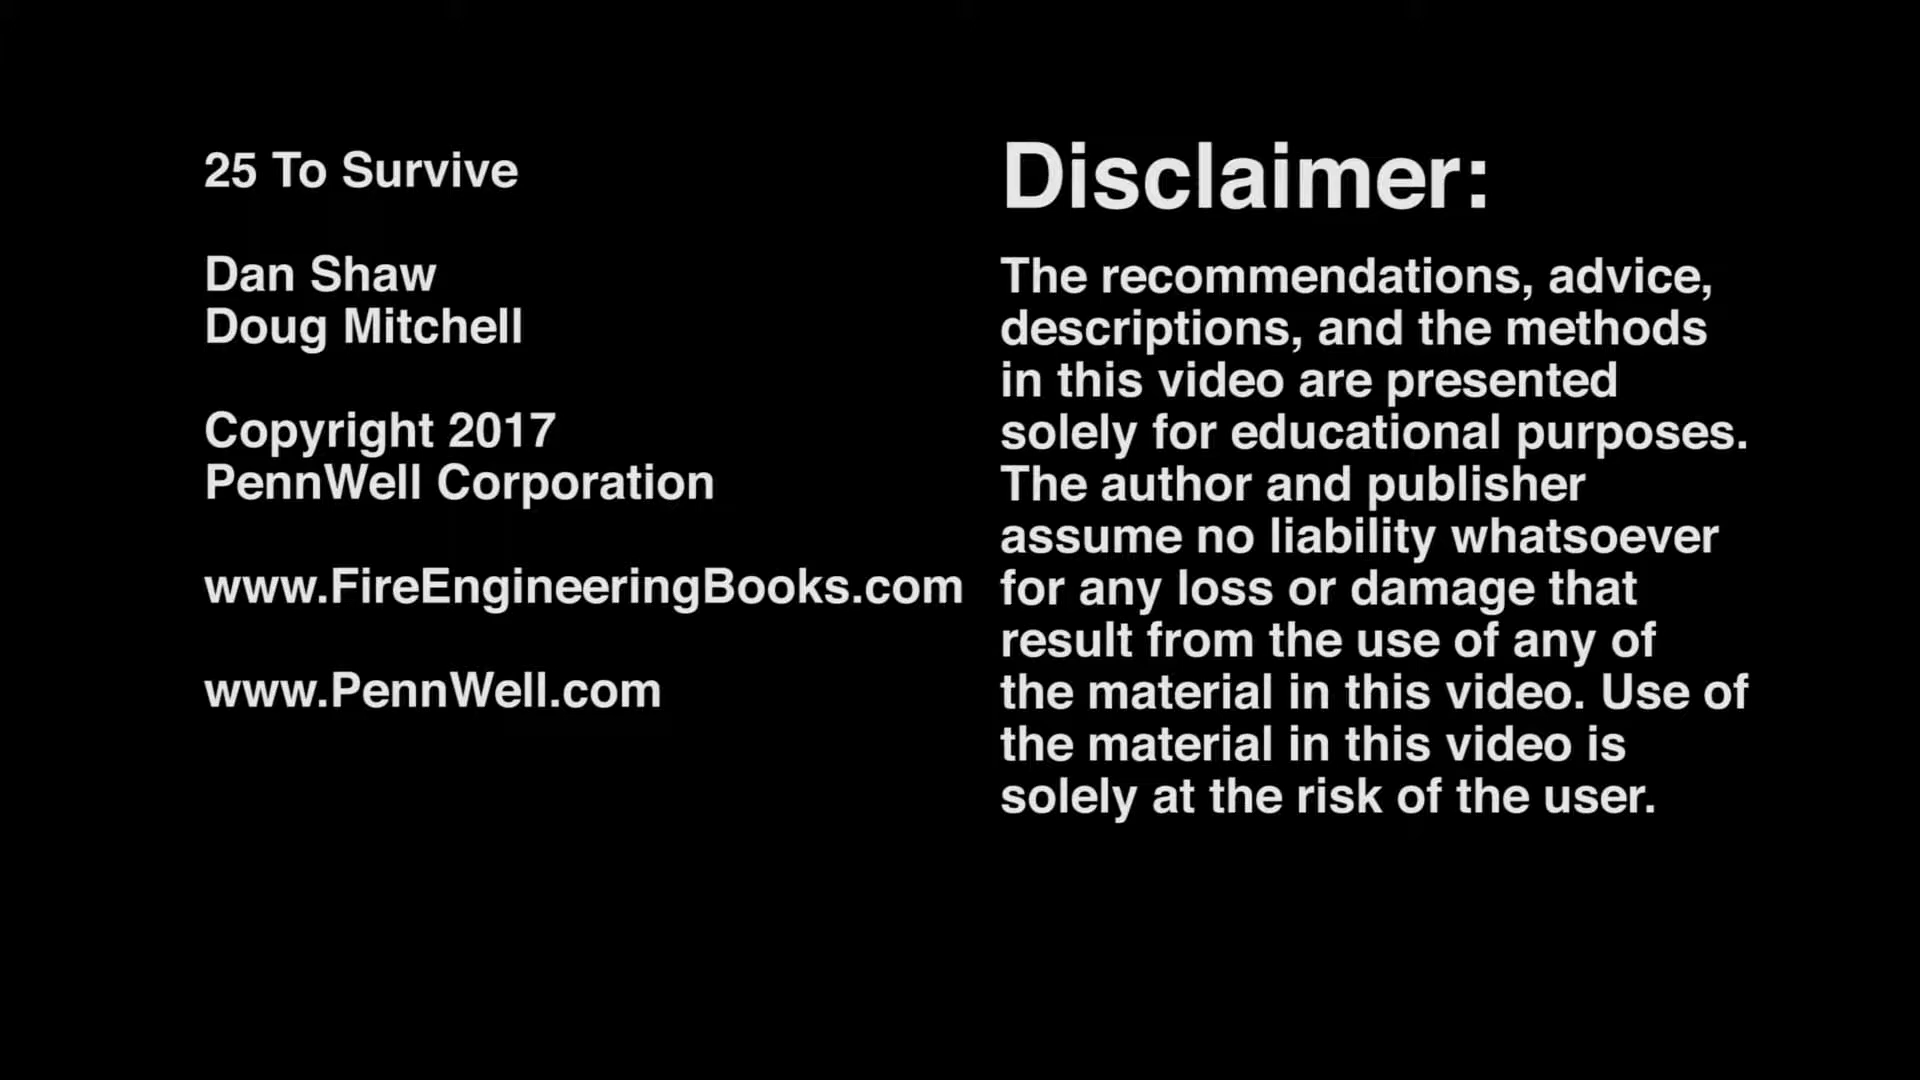 25 To Survive
Dan Shaw
Doug Mitchell
Copyright 2017
PennWell Corporation
www.FireEngineeringBooks.com
www.PennWell.com
Disclaimer:
The recommendations, advice,
descriptions, and the methods
in this video are presented
solely for educational purposes.
The author and publisher
assume no liability whatsoever
for any loss or damage that
result from the use of any of
the material in this video. Use of
the material in this video is
solely at the risk of the user.